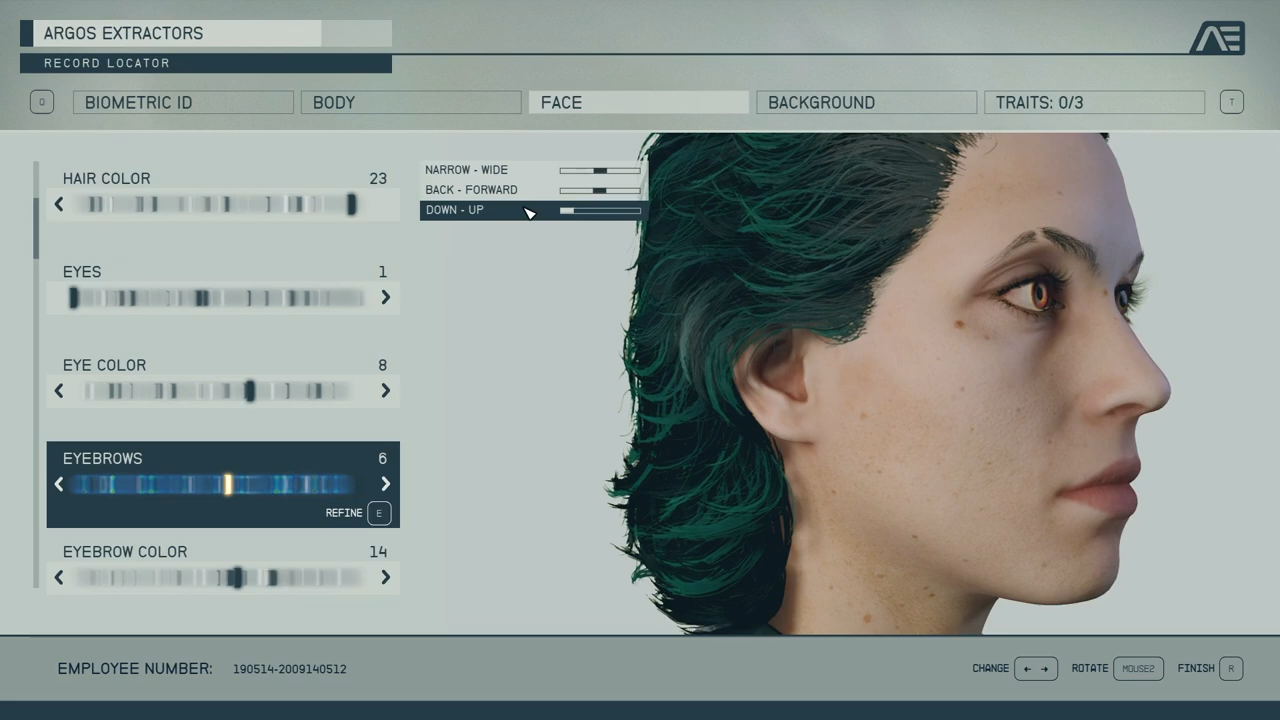 ARGOS EXTRACTORS
RECORD LOCATOR
Q
BIOMETRIC ID
BODY
FACE
BACKGROUND
TRAITS: 0/3
T
HAIR COLOR 23
NARROW - WIDE
BACK - FORWARD
DOWN - UP
EYES 1
EYE COLOR 8
EYEBROWS 6
REFINE E
EYEBROW COLOR 14
EMPLOYEE NUMBER: 190514-2009140512
CHANGE ← → ROTATE MOUSE2 FINISH R